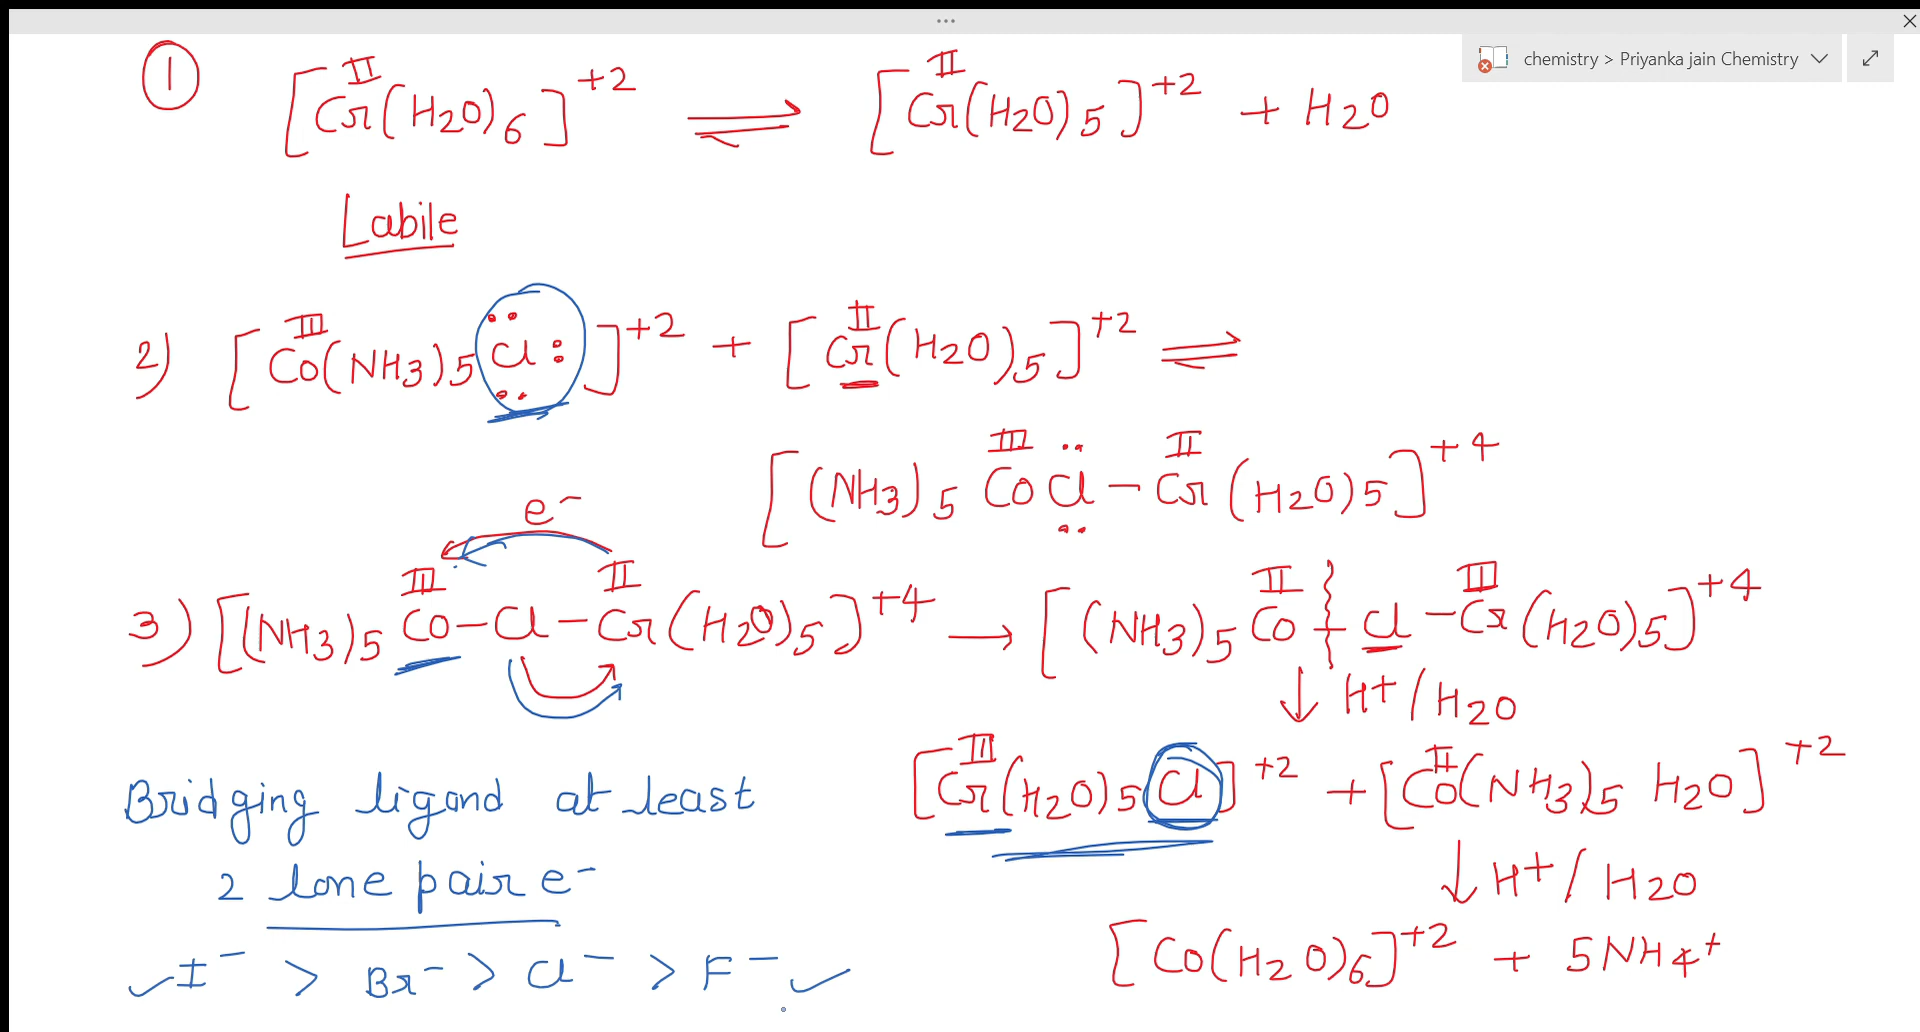 chemistry > Priyanka jain Chemistry
① [Cr(H2O)6]+2 ⇌ [Cr(H2O)5]+2 + H2O
II II
Labile
2) [Co(NH3)5Cl:]+2 + [Cr(H2O)5]+2 ⇌
III II
[(NH3)5 Co Cl – Cr(H2O)5]+4
III II
e–
3) [(NH3)5 Co–Cl–Cr(H2O)5]+4 → [(NH3)5 Co–Cl–Cr(H2O)5]+4
III II II III
↓ H+/H2O
[Cr(H2O)5Cl]+2 + [Co(NH3)5 H2O]+2
III II
↓ H+/H2O
[Co(H2O)6]+2 + 5NH4+
Bridging ligand at least
2 lone pair e–
✓I– > Br– > Cl– > F– ✓